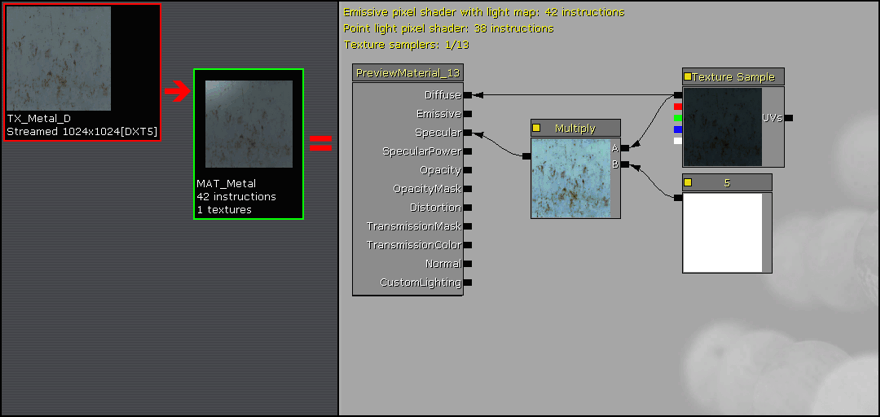 TX_Metal_D
Streamed 1024x1024[DXT5]
MAT_Metal
42 instructions
1 textures
Emissive pixel shader with light map: 42 instructions
Point light pixel shader: 38 instructions
Texture samplers: 1/13
PreviewMaterial_13
Diffuse
Emissive
Specular
SpecularPower
Opacity
OpacityMask
Distortion
TransmissionMask
TransmissionColor
Normal
CustomLighting
Multiply
A
B
Texture Sample
UVs
5